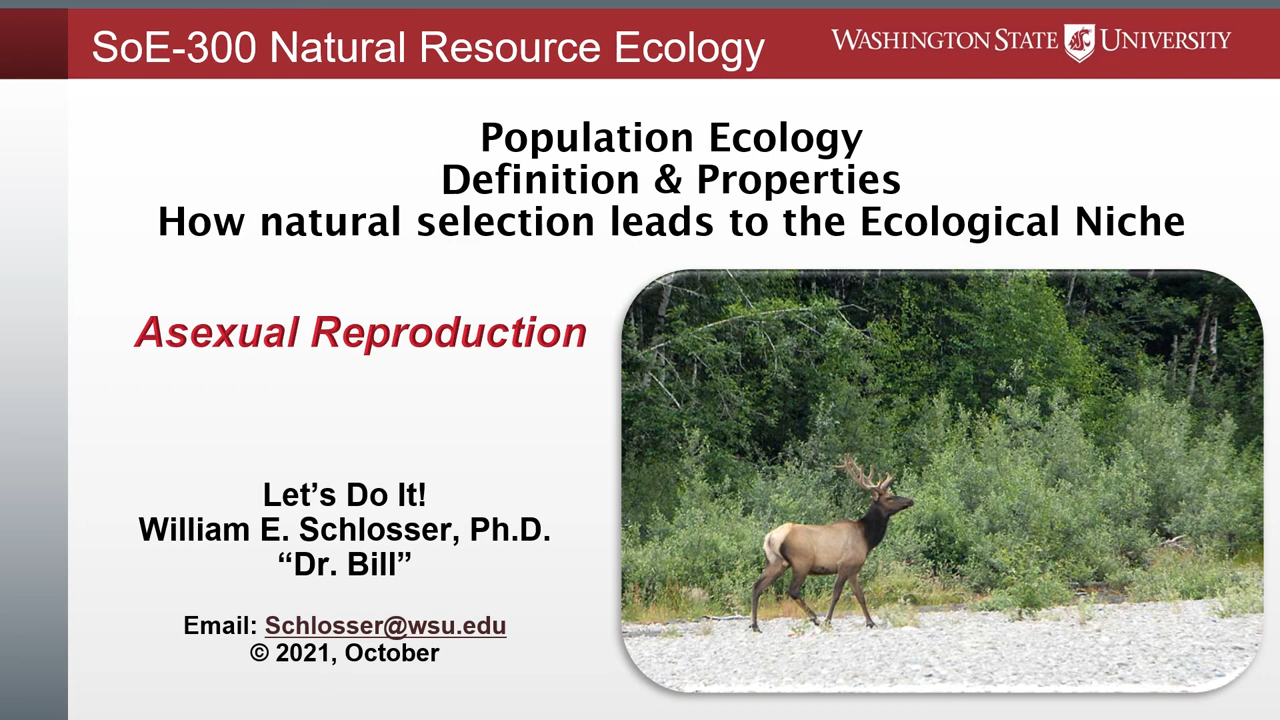 SoE-300 Natural Resource Ecology
WASHINGTON STATE UNIVERSITY
Population Ecology
Definition & Properties
How natural selection leads to the Ecological Niche
Asexual Reproduction
Let’s Do It!
William E. Schlosser, Ph.D.
“Dr. Bill”
Email: Schlosser@wsu.edu
© 2021, October